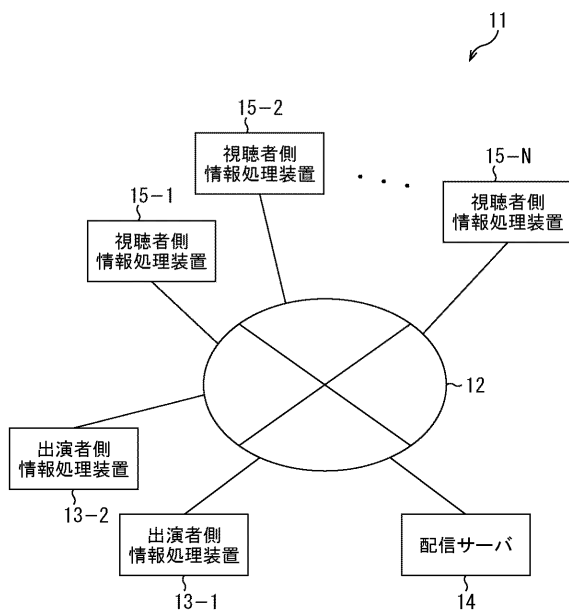 11
15-2
視聴者側
情報処理装置
・・・
15-N
視聴者側
情報処理装置
15-1
視聴者側
情報処理装置
12
出演者側
情報処理装置
13-2
出演者側
情報処理装置
13-1
配信サーバ
14